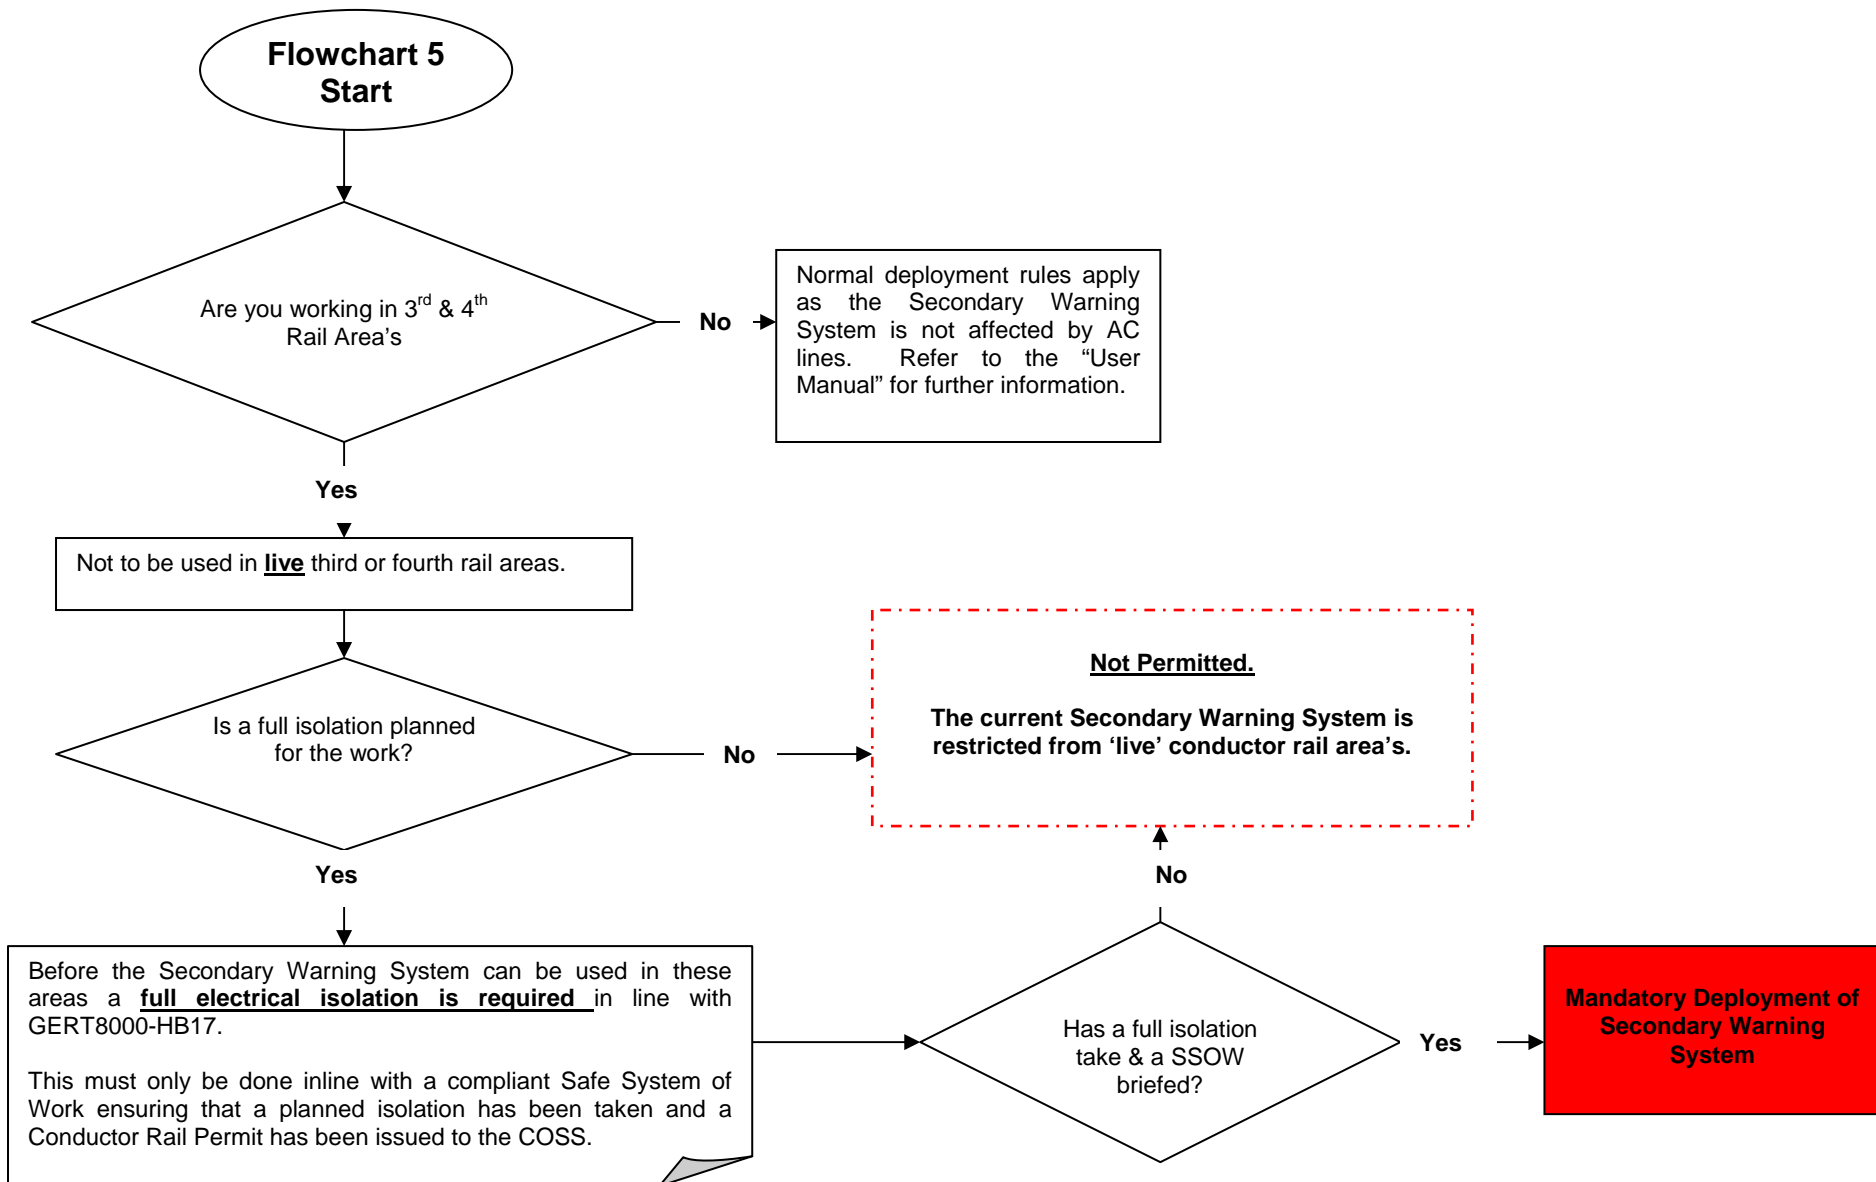 Flowchart 5
Start
Are you working in 3rd & 4th
Rail Area’s
No
Normal deployment rules apply
as the Secondary Warning
System is not affected by AC
lines. Refer to the “User
Manual” for further information.
Yes
Not to be used in live third or fourth rail areas.
Is a full isolation planned
for the work?
No
Not Permitted.
The current Secondary Warning System is
restricted from ‘live’ conductor rail area’s.
Yes
Before the Secondary Warning System can be used in these
areas a full electrical isolation is required in line with
GERT8000-HB17.
This must only be done inline with a compliant Safe System of
Work ensuring that a planned isolation has been taken and a
Conductor Rail Permit has been issued to the COSS.
No
Has a full isolation
take & a SSOW
briefed?
Yes
Mandatory Deployment of
Secondary Warning
System